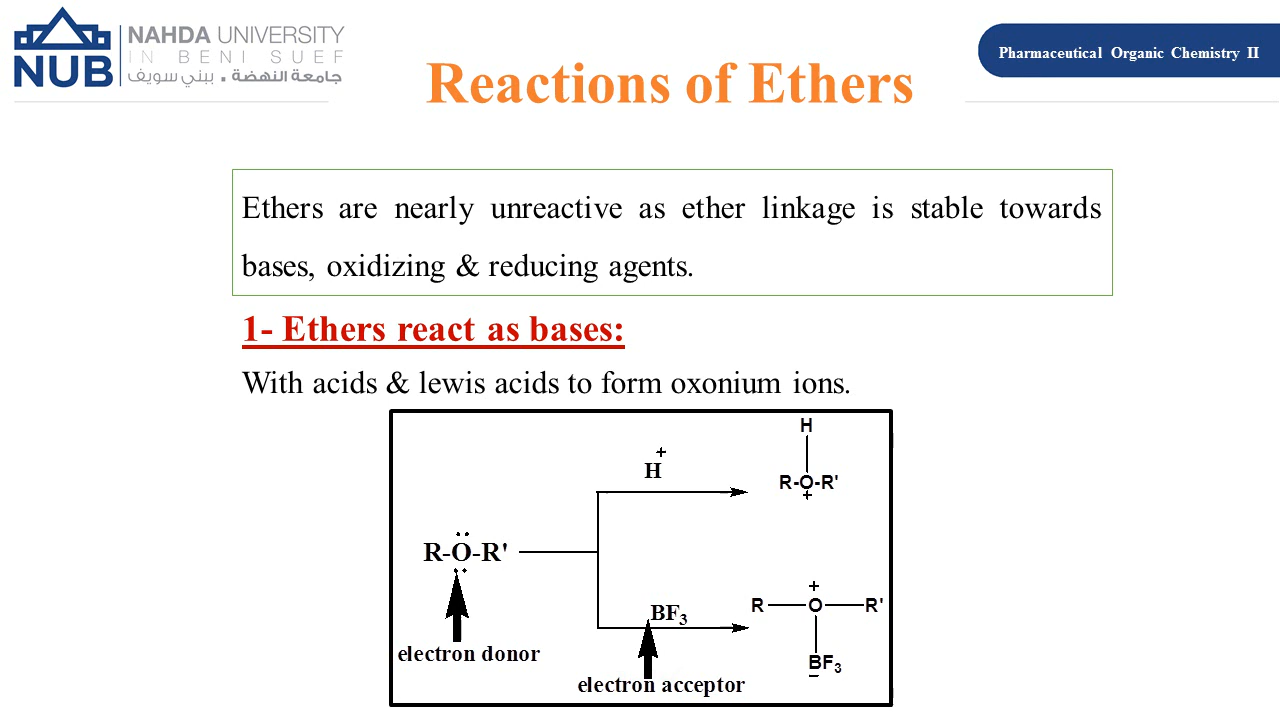 NUB
NAHDA UNIVERSITY
IN BENI SUEF
جامعة النهضة ▪ ببني سويف
Pharmaceutical Organic Chemistry II
Reactions of Ethers
Ethers are nearly unreactive as ether linkage is stable towards
bases, oxidizing & reducing agents.
1- Ethers react as bases:
With acids & lewis acids to form oxonium ions.
H
+
H
R-O-R'
+
R-O-R'
+
BF3
R—O—R'
BF3
–
electron donor
electron acceptor